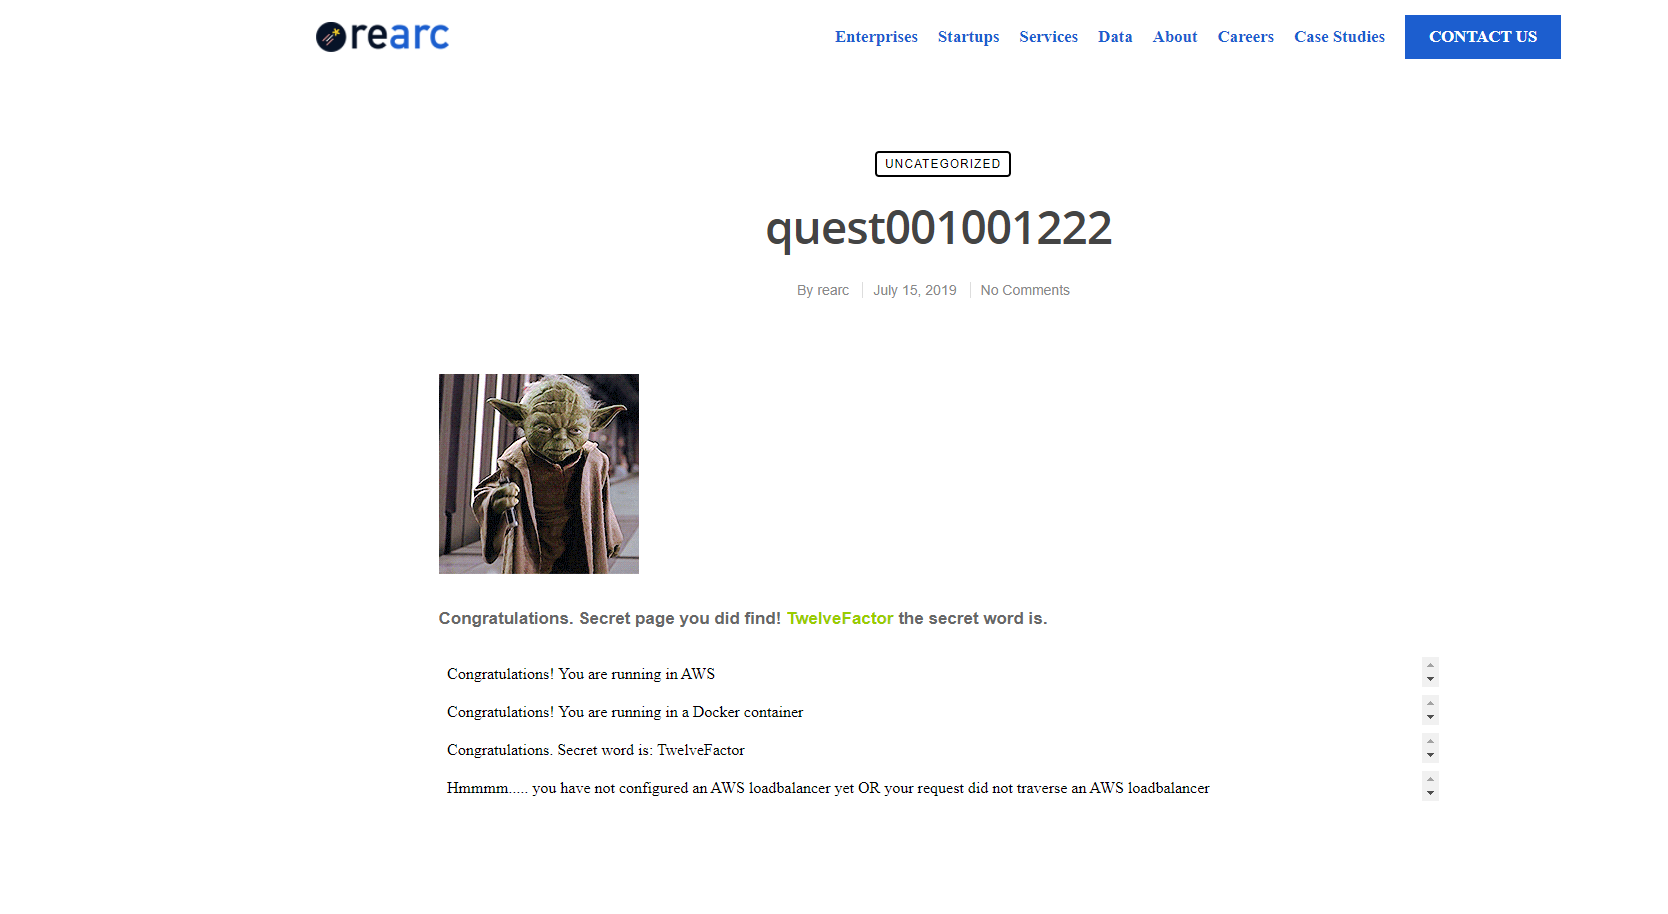 rearc
Enterprises Startups Services Data About Careers Case Studies CONTACT US
UNCATEGORIZED
quest001001222
By rearc July 15, 2019 No Comments
Congratulations. Secret page you did find! TwelveFactor the secret word is.
Congratulations! You are running in AWS
Congratulations! You are running in a Docker container
Congratulations. Secret word is: TwelveFactor
Hmmmm..... you have not configured an AWS loadbalancer yet OR your request did not traverse an AWS loadbalancer